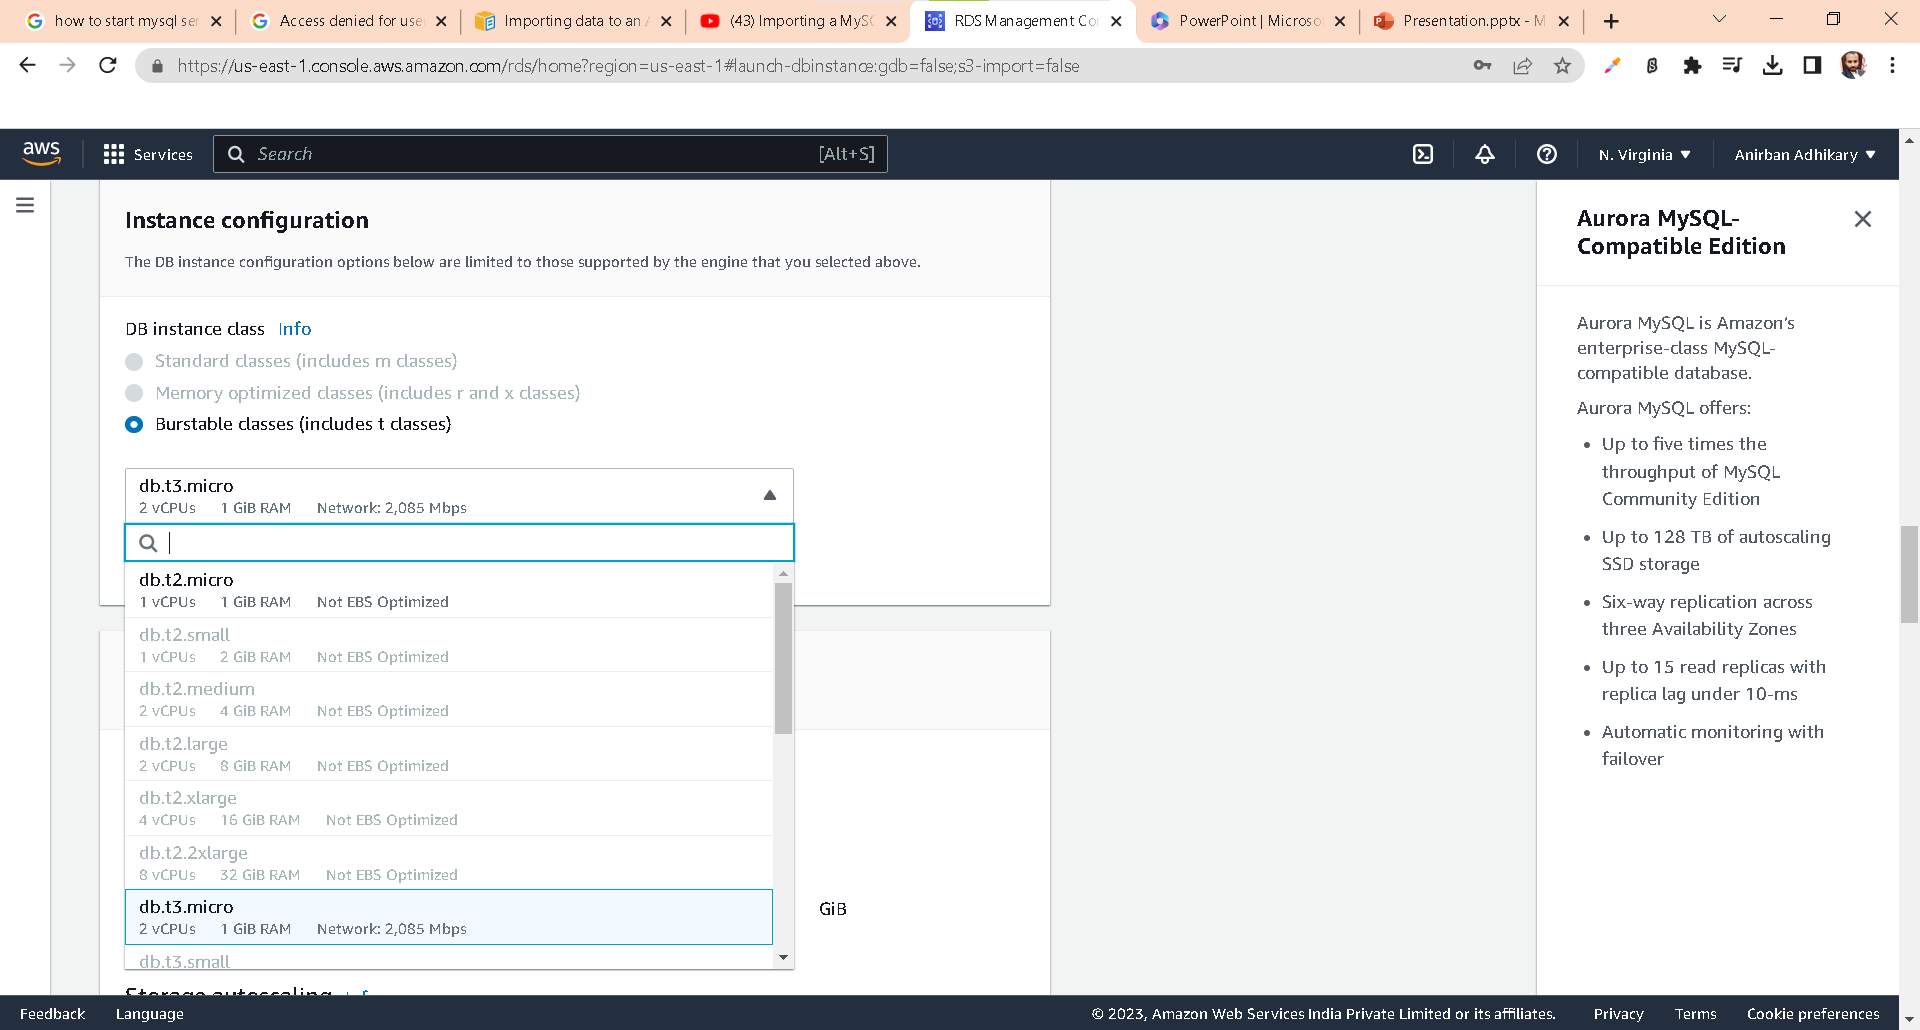 how to start mysql ser
Access denied for use
Importing data to an A
(43) Importing a MySQ
RDS Management Co
PowerPoint | Microso
Presentation.pptx - M
https://us-east-1.console.aws.amazon.com/rds/home?region=us-east-1#launch-dbinstance:gdb=false;s3-import=false
aws
Services
Search
[Alt+S]
N. Virginia
Anirban Adhikary
Instance configuration
The DB instance configuration options below are limited to those supported by the engine that you selected above.
DB instance class Info
Standard classes (includes m classes)
Memory optimized classes (includes r and x classes)
Burstable classes (includes t classes)
db.t3.micro
2 vCPUs 1 GiB RAM Network: 2,085 Mbps
db.t2.micro
1 vCPUs 1 GiB RAM Not EBS Optimized
db.t2.small
1 vCPUs 2 GiB RAM Not EBS Optimized
db.t2.medium
2 vCPUs 4 GiB RAM Not EBS Optimized
db.t2.large
2 vCPUs 8 GiB RAM Not EBS Optimized
db.t2.xlarge
4 vCPUs 16 GiB RAM Not EBS Optimized
db.t2.2xlarge
8 vCPUs 32 GiB RAM Not EBS Optimized
db.t3.micro
2 vCPUs 1 GiB RAM Network: 2,085 Mbps
db.t3.small
GiB
Storage autoscaling Info
Aurora MySQL-
Compatible Edition
Aurora MySQL is Amazon's
enterprise-class MySQL-
compatible database.
Aurora MySQL offers:
• Up to five times the
throughput of MySQL
Community Edition
• Up to 128 TB of autoscaling
SSD storage
• Six-way replication across
three Availability Zones
• Up to 15 read replicas with
replica lag under 10-ms
• Automatic monitoring with
failover
Feedback
Language
© 2023, Amazon Web Services India Private Limited or its affiliates.
Privacy
Terms
Cookie preferences